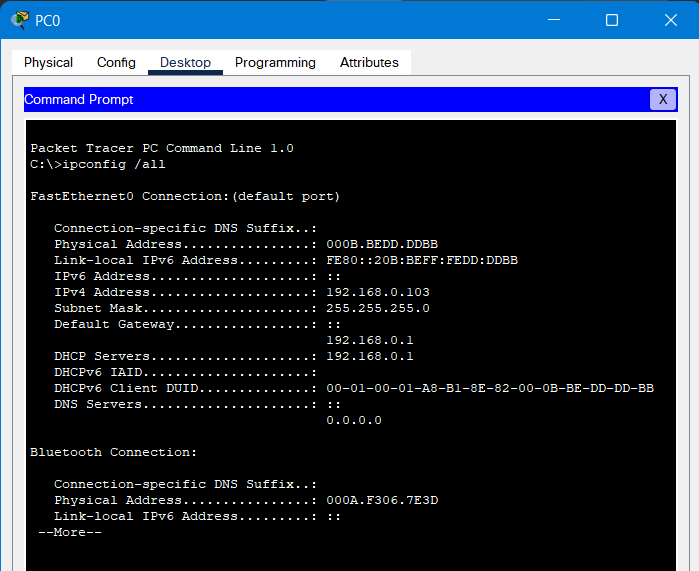 PC0
Physical Config Desktop Programming Attributes
Command Prompt X
Packet Tracer PC Command Line 1.0
C:\>ipconfig /all
FastEthernet0 Connection:(default port)
Connection-specific DNS Suffix..:
Physical Address................: 000B.BEDD.DDBB
Link-local IPv6 Address.........: FE80::20B:BEFF:FEDD:DDBB
IPv6 Address....................: ::
IPv4 Address....................: 192.168.0.103
Subnet Mask.....................: 255.255.255.0
Default Gateway.................: ::
192.168.0.1
DHCP Servers....................: 192.168.0.1
DHCPv6 IAID.....................:
DHCPv6 Client DUID..............: 00-01-00-01-A8-B1-8E-82-00-0B-BE-DD-DD-BB
DNS Servers.....................: ::
0.0.0.0
Bluetooth Connection:
Connection-specific DNS Suffix..:
Physical Address................: 000A.F306.7E3D
Link-local IPv6 Address.........: ::
--More--